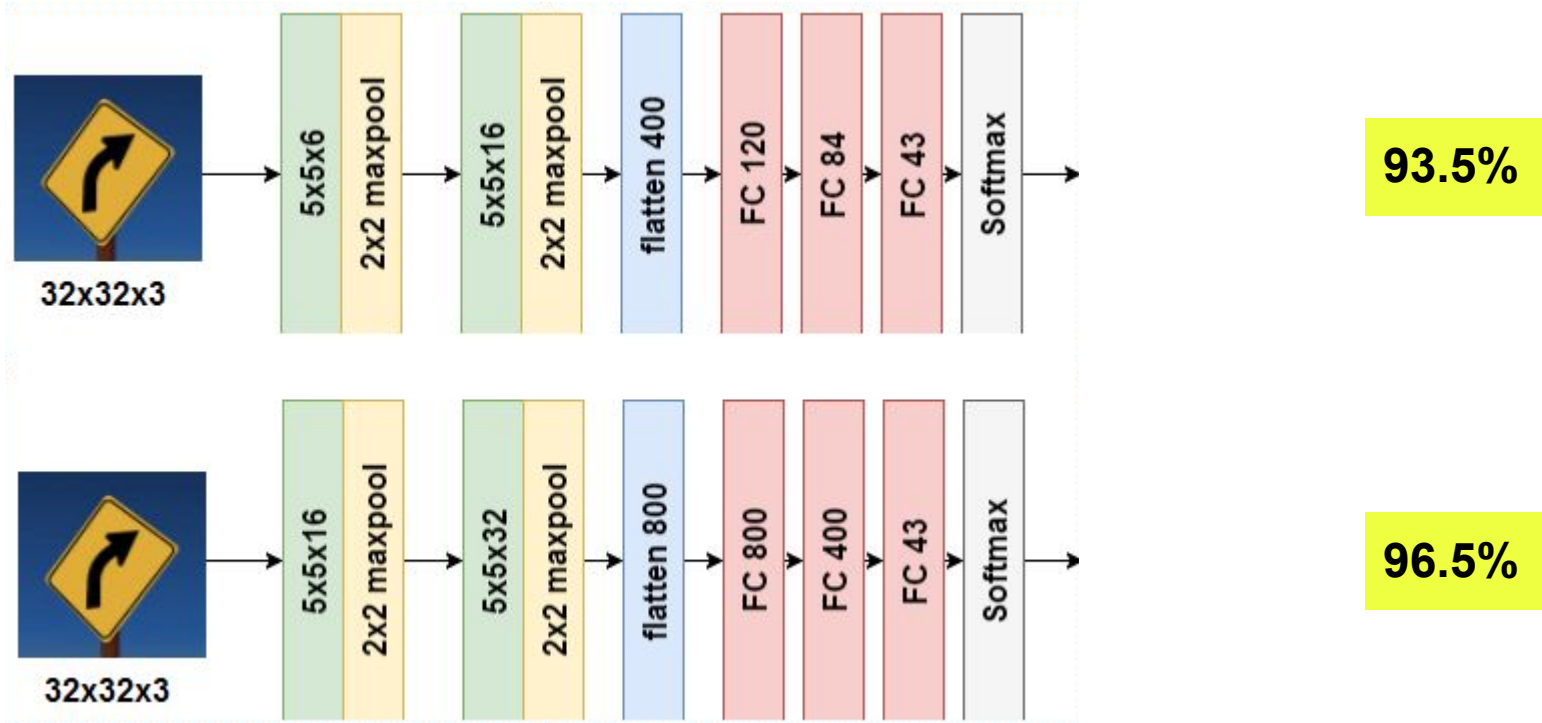 5x5x6
2x2 maxpool
5x5x16
2x2 maxpool
flatten 400
FC 120
FC 84
FC 43
Softmax
93.5%
32x32x3
5x5x16
2x2 maxpool
5x5x32
2x2 maxpool
flatten 800
FC 800
FC 400
FC 43
Softmax
96.5%
32x32x3